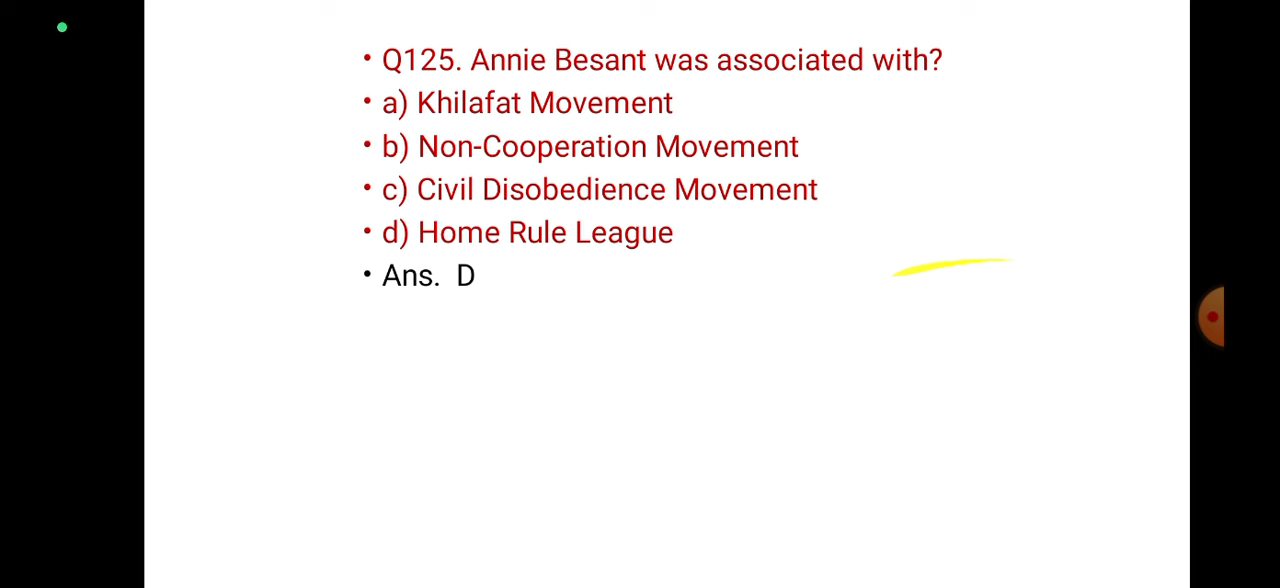 • Q125. Annie Besant was associated with?
• a) Khilafat Movement
• b) Non-Cooperation Movement
• c) Civil Disobedience Movement
• d) Home Rule League
• Ans.  D